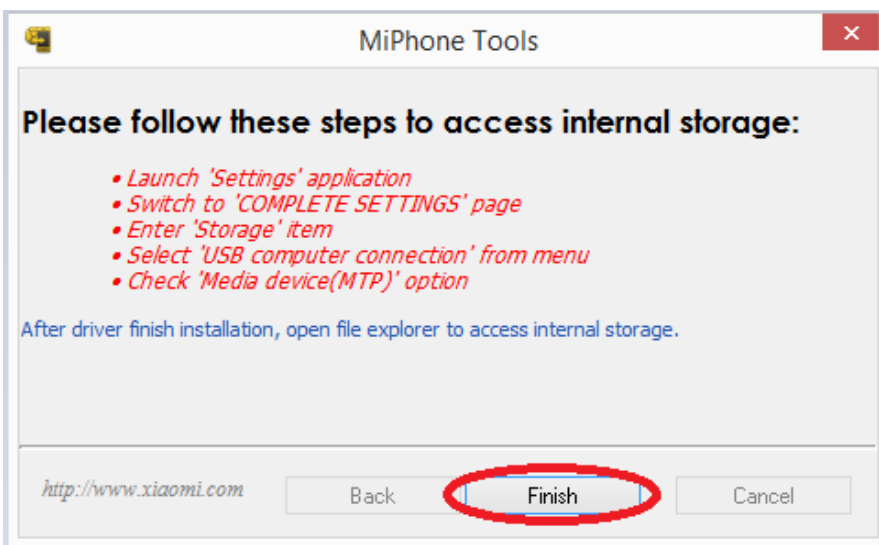 MiPhone Tools
Please follow these steps to access internal storage:
• Launch 'Settings' application
• Switch to 'COMPLETE SETTINGS' page
• Enter 'Storage' item
• Select 'USB computer connection' from menu
• Check 'Media device(MTP)' option
After driver finish installation, open file explorer to access internal storage.
http://www.xiaomi.com
Back
Finish
Cancel